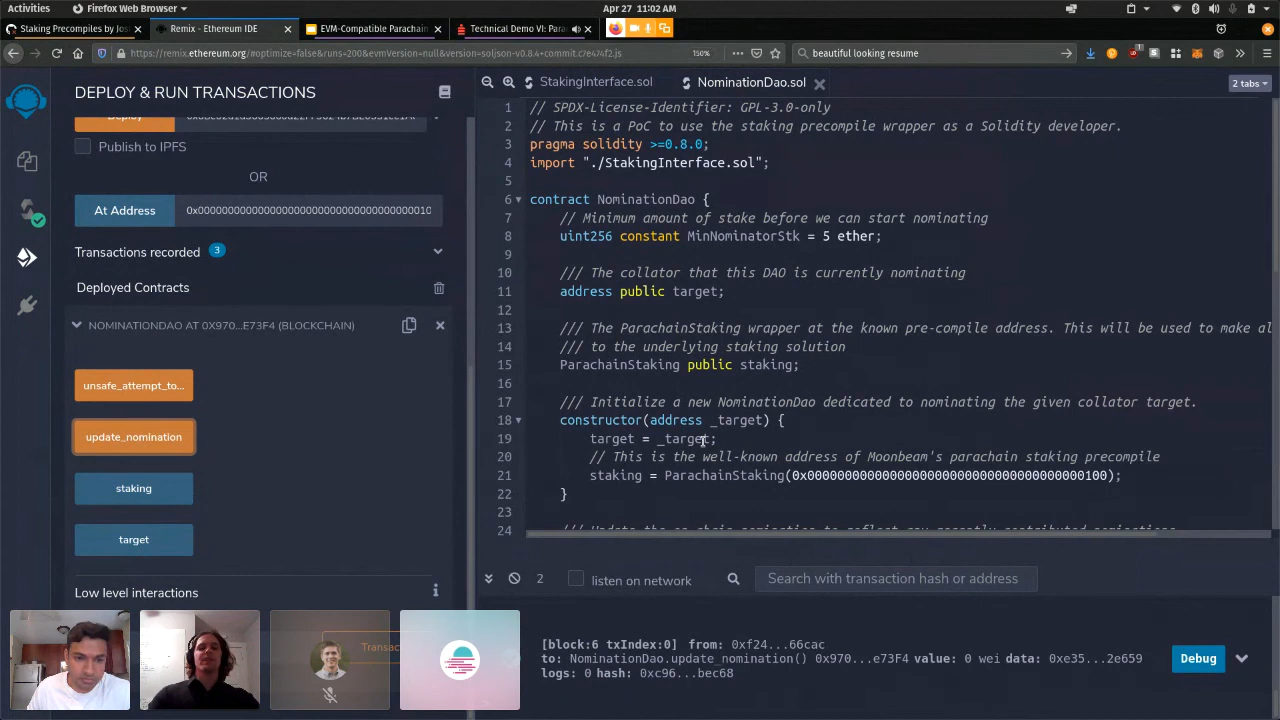 Activities
Firefox Web Browser
Apr 27 11:02 AM
Staking Precompiles by Jos
Remix - Ethereum IDE
EVM-Compatible Parachain
Technical Demo VI: Para
https://remix.ethereum.org/#optimize=false&runs=200&evmVersion=null&version=soljson-v0.8.4+commit.c7e474f2.js
150%
beautiful looking resume
DEPLOY & RUN TRANSACTIONS
Deploy
Publish to IPFS
OR
At Address
0x00000000000000000000000000000000000010
Transactions recorded
3
Deployed Contracts
NOMINATIONDAO AT 0X970...E73F4 (BLOCKCHAIN)
unsafe_attempt_to...
update_nomination
staking
target
Low level interactions
StakingInterface.sol
NominationDao.sol
2 tabs
1 // SPDX-License-Identifier: GPL-3.0-only
2 // This is a PoC to use the staking precompile wrapper as a Solidity developer.
3 pragma solidity >=0.8.0;
4 import "./StakingInterface.sol";
5
6 contract NominationDao {
7 // Minimum amount of stake before we can start nominating
8 uint256 constant MinNominatorStk = 5 ether;
9
10 /// The collator that this DAO is currently nominating
11 address public target;
12
13 /// The ParachainStaking wrapper at the known pre-compile address. This will be used to make al
14 /// to the underlying staking solution
15 ParachainStaking public staking;
16
17 /// Initialize a new NominationDao dedicated to nominating the given collator target.
18 constructor(address _target) {
19 target = _target;
20 // This is the well-known address of Moonbeam's parachain staking precompile
21 staking = ParachainStaking(0x0000000000000000000000000000000000000100);
22 }
23
24
2
listen on network
Search with transaction hash or address
[block:6 txIndex:0] from: 0xf24...66cac
to: NominationDao.update_nomination() 0x970...e73F4 value: 0 wei data: 0xe35...2e659
logs: 0 hash: 0xc96...bec68
Debug